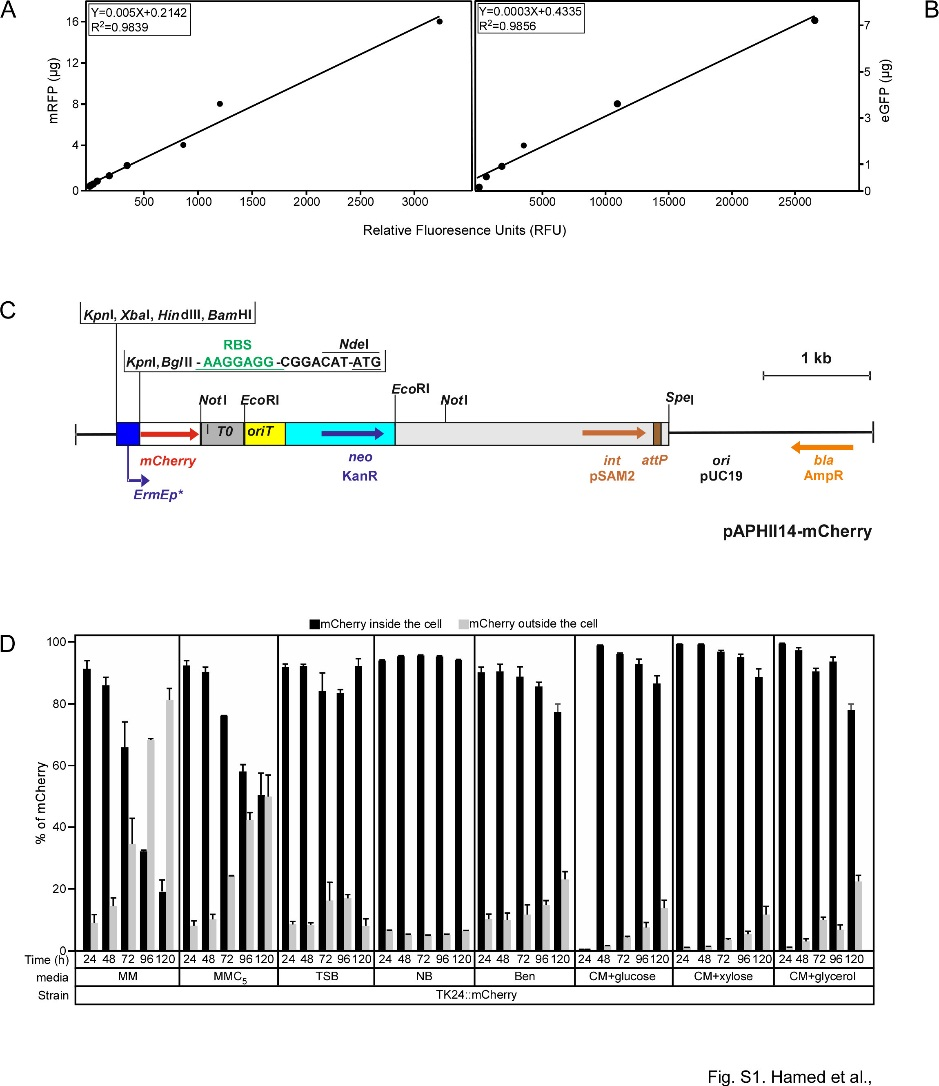 A
B
Y=0.005X+0.2142
R2=0.9839
Y=0.0003X+0.4335
R2=0.9856
mRFP (µg)
16
12
8
4
0
eGFP (µg)
7
5
3
1
0
500 1000 1500 2000 2500 3000
5000 10000 15000 20000 25000
Relative Fluoresence Units (RFU)
C
KpnI, XbaI, HindIII, BamHI
RBS NdeI
KpnI,BglII -AAGGAGG-CGGACAT-ATG
1 kb
NotI EcoRI EcoRI NotI SpeI
T0 oriT
mCherry neo int attP ori bla
KanR pSAM2 pUC19 AmpR
ErmEp*
pAPHII14-mCherry
D
mCherry inside the cell mCherry outside the cell
% of mCherry
100
80
60
40
20
0
Time (h) 24 48 72 96 120 24 48 72 96 120 24 48 72 96 120 24 48 72 96 120 24 48 72 96 120 24 48 72 96 120 24 48 72 96 120 24 48 72 96 120
media MM MMC5 TSB NB Ben CM+glucose CM+xylose CM+glycerol
Strain TK24::mCherry
Fig. S1. Hamed et al.,